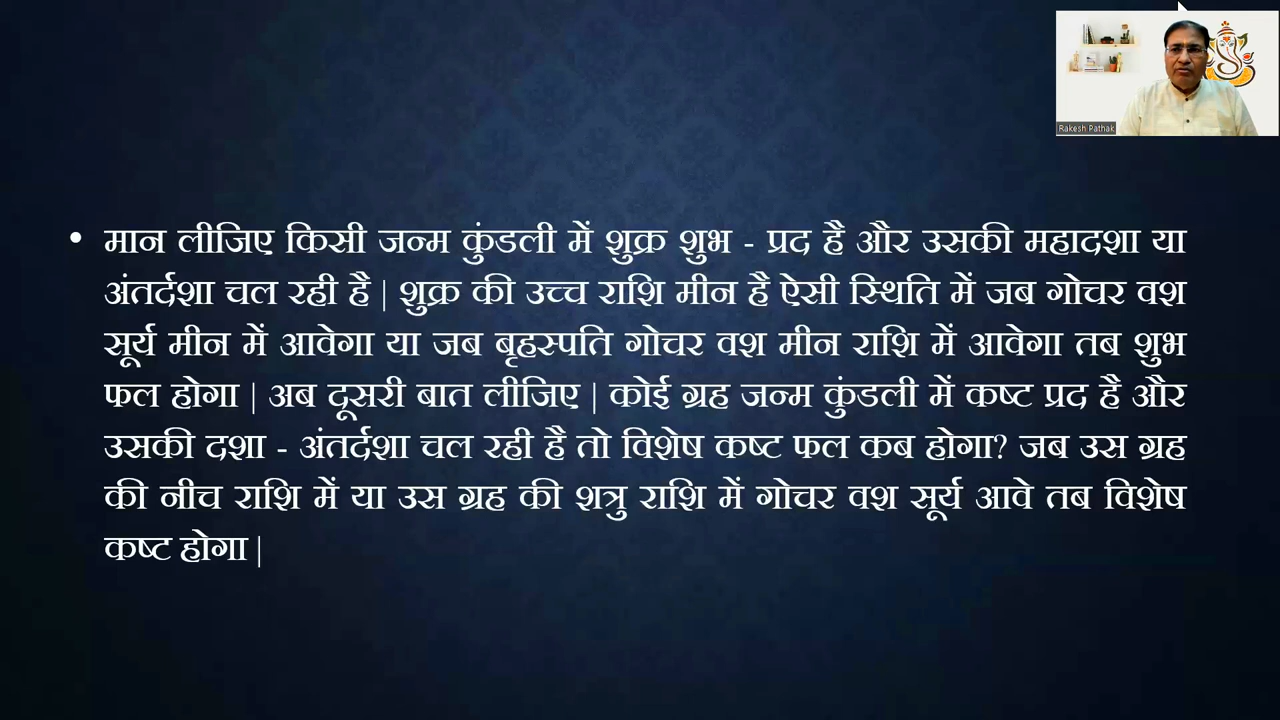 Rakesh Pathak
• मान लीजिए किसी जन्म कुंडली में शुक्र शुभ - प्रद है और उसकी महादशा या
अंतर्दशा चल रही है | शुक्र की उच्च राशि मीन है ऐसी स्थिति में जब गोचर वश
सूर्य मीन में आवेगा या जब बृहस्पति गोचर वश मीन राशि में आवेगा तब शुभ
फल होगा | अब दूसरी बात लीजिए | कोई ग्रह जन्म कुंडली में कष्ट प्रद है और
उसकी दशा - अंतर्दशा चल रही है तो विशेष कष्ट फल कब होगा? जब उस ग्रह
की नीच राशि में या उस ग्रह की शत्रु राशि में गोचर वश सूर्य आवे तब विशेष
कष्ट होगा |